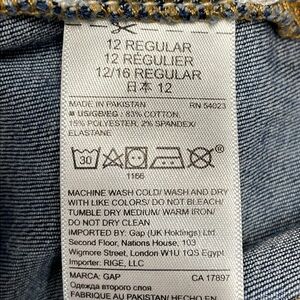 12 REGULAR
12 RÉGULIER
12/16 REGULAR
日本 12
MADE IN PAKISTAN RN 54023
US/GB/EG : 83% COTTON,
15% POLYESTER, 2% SPANDEX/
ELASTANE
30
1166
MACHINE WASH COLD/ WASH AND DRY
WITH LIKE COLORS/ DO NOT BLEACH/
TUMBLE DRY MEDIUM/ WARM IRON/
DO NOT DRY CLEAN
IMPORTED BY: Gap (UK Holdings) Ltd.
Second Floor, Nations House, 103
Wigmore Street, London W1U 1QS Egypt
Importer: RIGE, LLC
MARCA: GAP CA 17897
Одежда второго слоя
FABRIQUE AU PAKISTAN/ HECHO EN